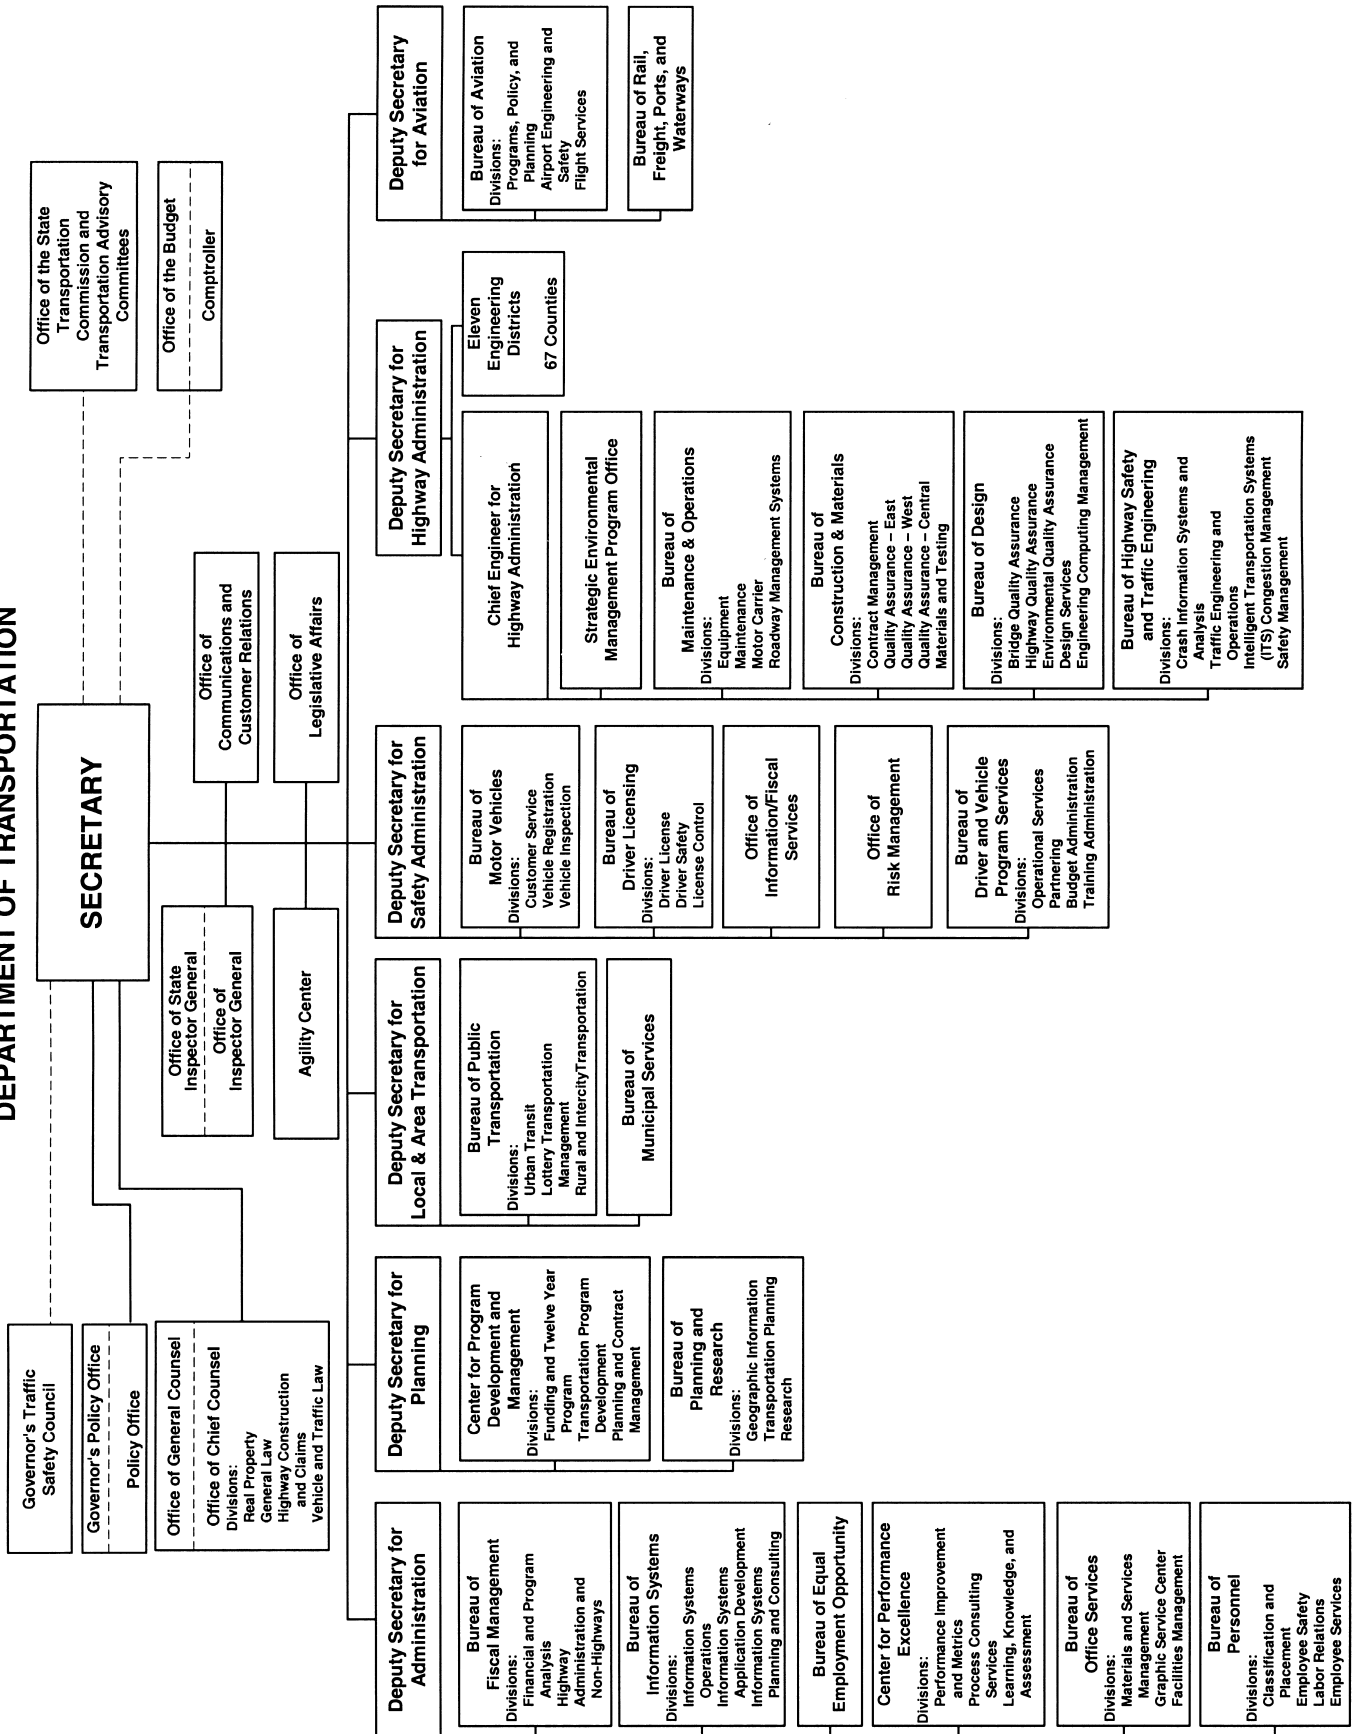 DEPARTMENT OF TRANSPORTATION
SECRETARY
Governor's Traffic
Safety Council
Governor's Policy Office
Policy Office
Office of General Counsel
Office of Chief Counsel
Divisions:
Real Property
General Law
Highway Construction
and Claims
Vehicle and Traffic Law
Office of State
Inspector General
Office of
Inspector General
Agility Center
Office of
Communications and
Customer Relations
Office of
Legislative Affairs
Office of the State
Transportation
Commission and
Transportation Advisory
Committees
Office of the Budget
Comptroller
Deputy Secretary for
Administration
Bureau of
Fiscal Management
Divisions:
Financial and Program
Analysis
Highway
Administration and
Non-Highways
Bureau of
Information Systems
Divisions:
Information Systems
Operations
Information Systems
Application Development
Information Systems
Planning and Consulting
Bureau of Equal
Employment Opportunity
Center for Performance
Excellence
Divisions:
Performance Improvement
and Metrics
Process Consulting
Services
Learning, Knowledge, and
Assessment
Bureau of
Office Services
Divisions:
Materials and Services
Management
Graphic Service Center
Facilities Management
Bureau of
Personnel
Divisions:
Classification and
Placement
Employee Safety
Labor Relations
Employee Services
Deputy Secretary for
Planning
Center for Program
Development and
Management
Divisions:
Funding and Twelve Year
Program
Transportation Program
Development
Planning and Contract
Management
Bureau of
Planning and
Research
Divisions:
Geographic Information
Transportation Planning
Research
Deputy Secretary for
Local & Area Transportation
Bureau of Public
Transportation
Divisions:
Urban Transit
Lottery Transportation
Management
Rural and IntercityTransportation
Bureau of
Municipal Services
Deputy Secretary for
Safety Administration
Bureau of
Motor Vehicles
Divisions:
Customer Service
Vehicle Registration
Vehicle Inspection
Bureau of
Driver Licensing
Divisions:
Driver License
Driver Safety
License Control
Office of
Information/Fiscal
Services
Office of
Risk Management
Bureau of
Driver and Vehicle
Program Services
Divisions:
Operational Services
Partnering
Budget Administration
Training Administration
Deputy Secretary for
Highway Administration
Chief Engineer for
Highway Administration
Strategic Environmental
Management Program Office
Bureau of
Maintenance & Operations
Divisions:
Equipment
Maintenance
Motor Carrier
Roadway Management Systems
Bureau of
Construction & Materials
Divisions:
Contract Management
Quality Assurance – East
Quality Assurance – West
Quality Assurance – Central
Materials and Testing
Bureau of Design
Divisions:
Bridge Quality Assurance
Highway Quality Assurance
Environmental Quality Assurance
Design Services
Engineering Computing Management
Bureau of Highway Safety
and Traffic Engineering
Divisions:
Crash Information Systems and
Analysis
Traffic Engineering and
Operations
Intelligent Transportation Systems
(ITS) Congestion Management
Safety Management
Eleven
Engineering
Districts
67 Counties
Deputy Secretary
for Aviation
Bureau of Aviation
Divisions:
Programs, Policy, and
Planning
Airport Engineering and
Safety
Flight Services
Bureau of Rail,
Freight, Ports, and
Waterways